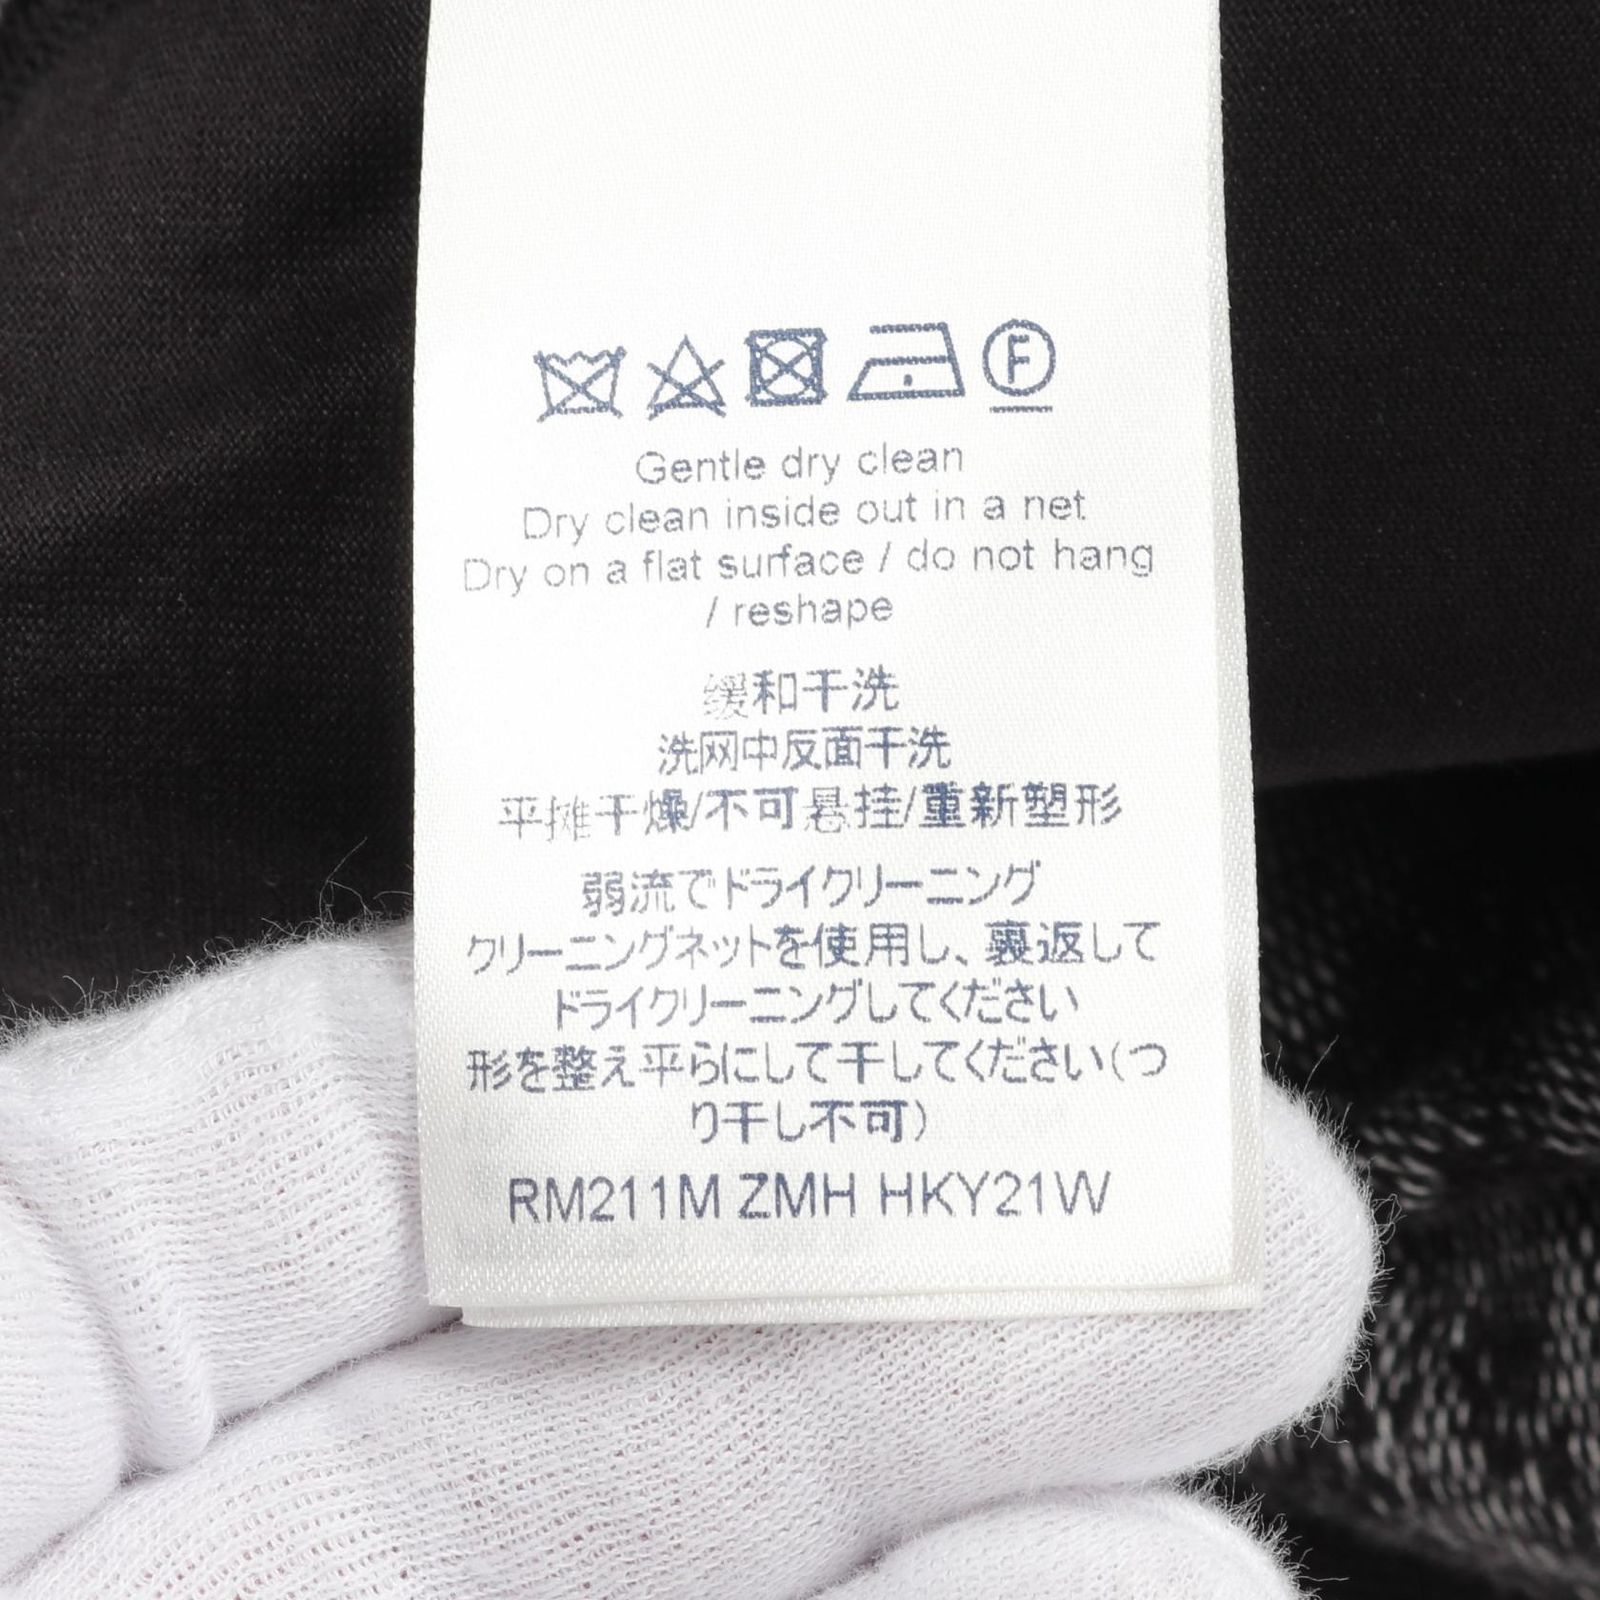 F
Gentle dry clean
Dry clean inside out in a net
Dry on a flat surface / do not hang
/ reshape
缓和干洗
洗网中反面干洗
平摊干燥/不可悬挂/重新塑形
弱流でドライクリーニング
クリーニングネットを使用し、裏返して
ドライクリーニングしてください
形を整え平らにして干してください(つ
り干し不可)
RM211M ZMH HKY21W